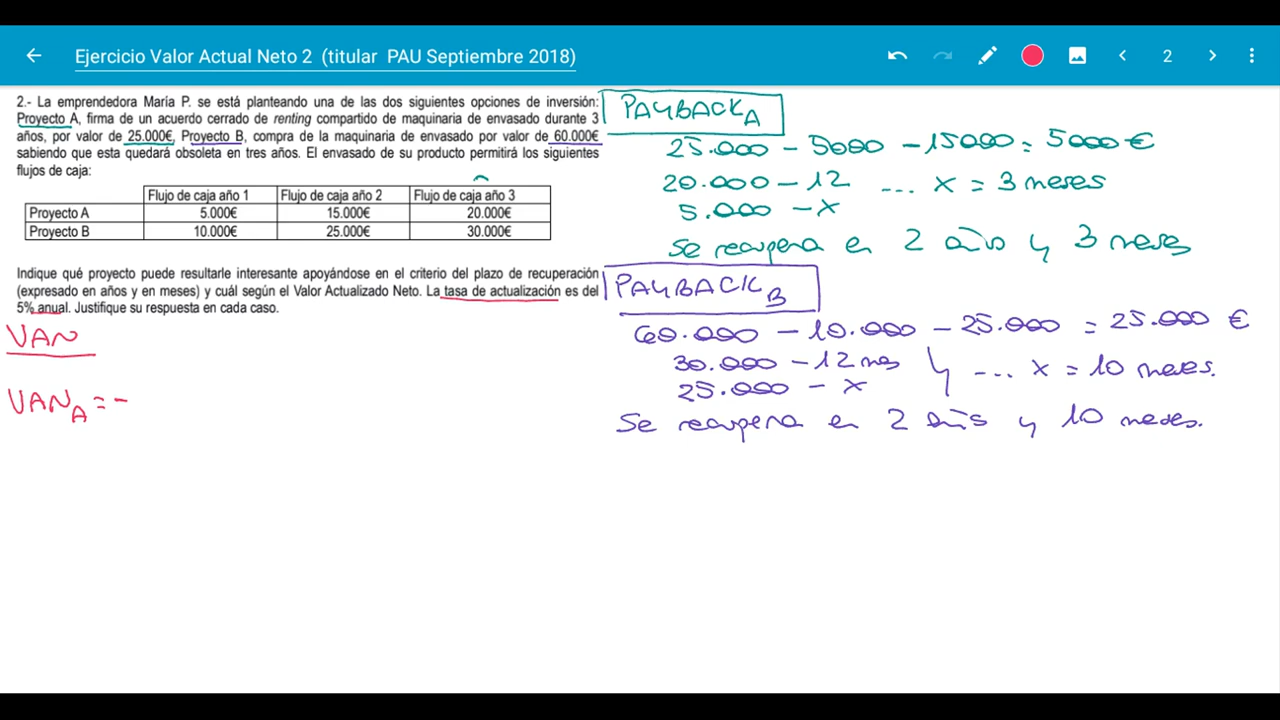 Ejercicio Valor Actual Neto 2 (titular PAU Septiembre 2018)
2
2.- La emprendedora María P. se está planteando una de las dos siguientes opciones de inversión:
Proyecto A, firma de un acuerdo cerrado de renting compartido de maquinaria de envasado durante 3
años, por valor de 25.000€, Proyecto B, compra de la maquinaria de envasado por valor de 60.000€
sabiendo que esta quedará obsoleta en tres años. El envasado de su producto permitirá los siguientes
flujos de caja:
Flujo de caja año 1 Flujo de caja año 2 Flujo de caja año 3
Proyecto A 5.000€ 15.000€ 20.000€
Proyecto B 10.000€ 25.000€ 30.000€
Indique qué proyecto puede resultarle interesante apoyándose en el criterio del plazo de recuperación
(expresado en años y en meses) y cuál según el Valor Actualizado Neto. La tasa de actualización es del
5% anual. Justifique su respuesta en cada caso.
VAN
VAN A = -
PAYBACK A
25.000 - 5000 - 15000 = 5000 €
20.000 - 12 ... x = 3 meses
5.000 - x
Se recupera en 2 años y 3 meses
PAYBACK B
60.000 - 10.000 - 25.000 = 25.000 €
30.000 - 12 mes ... x = 10 meses.
25.000 - x
Se recupera en 2 años y 10 meses.